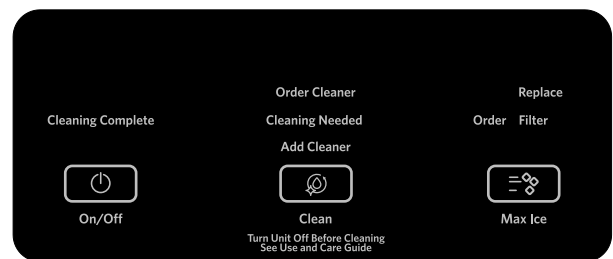 Order Cleaner
Replace
Cleaning Complete
Cleaning Needed
Order Filter
Add Cleaner
On/Off
Clean
Max Ice
Turn Unit Off Before Cleaning
See Use and Care Guide